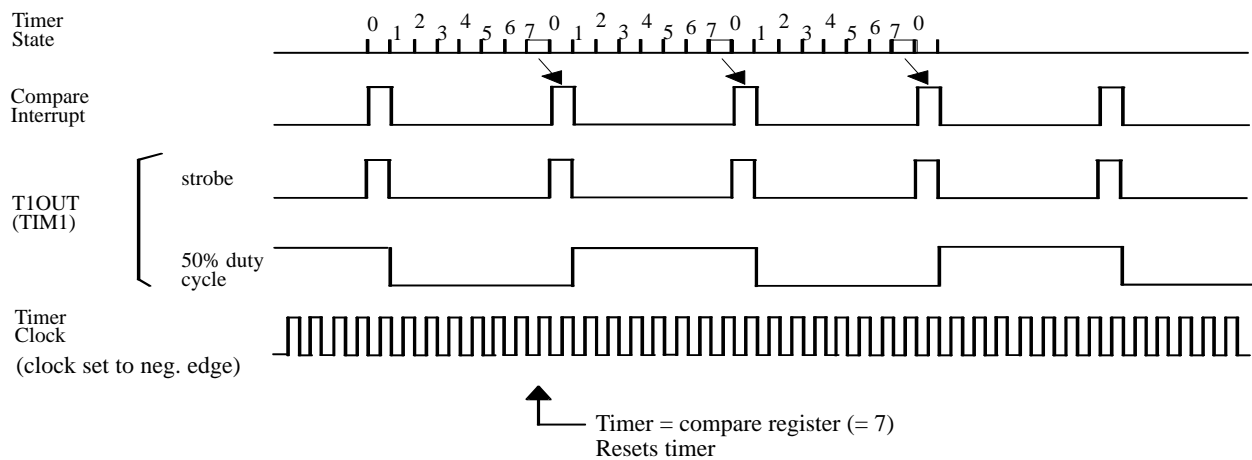 Timer
State
0 1 2 3 4 5 6 7 0 1 2 3 4 5 6 7 0 1 2 3 4 5 6 7 0
Compare
Interrupt
T1OUT
(TIM1)
strobe
50% duty
cycle
Timer
Clock
(clock set to neg. edge)
Timer = compare register (= 7)
Resets timer